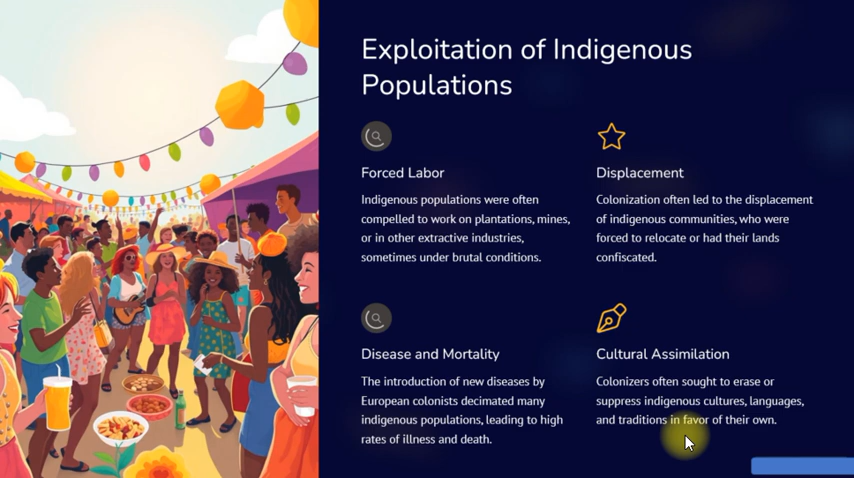 Exploitation of Indigenous
Populations
Forced Labor
Indigenous populations were often
compelled to work on plantations, mines,
or in other extractive industries,
sometimes under brutal conditions.
Displacement
Colonization often led to the displacement
of indigenous communities, who were
forced to relocate or had their lands
confiscated.
Disease and Mortality
The introduction of new diseases by
European colonists decimated many
indigenous populations, leading to high
rates of illness and death.
Cultural Assimilation
Colonizers often sought to erase or
suppress indigenous cultures, languages,
and traditions in favor of their own.